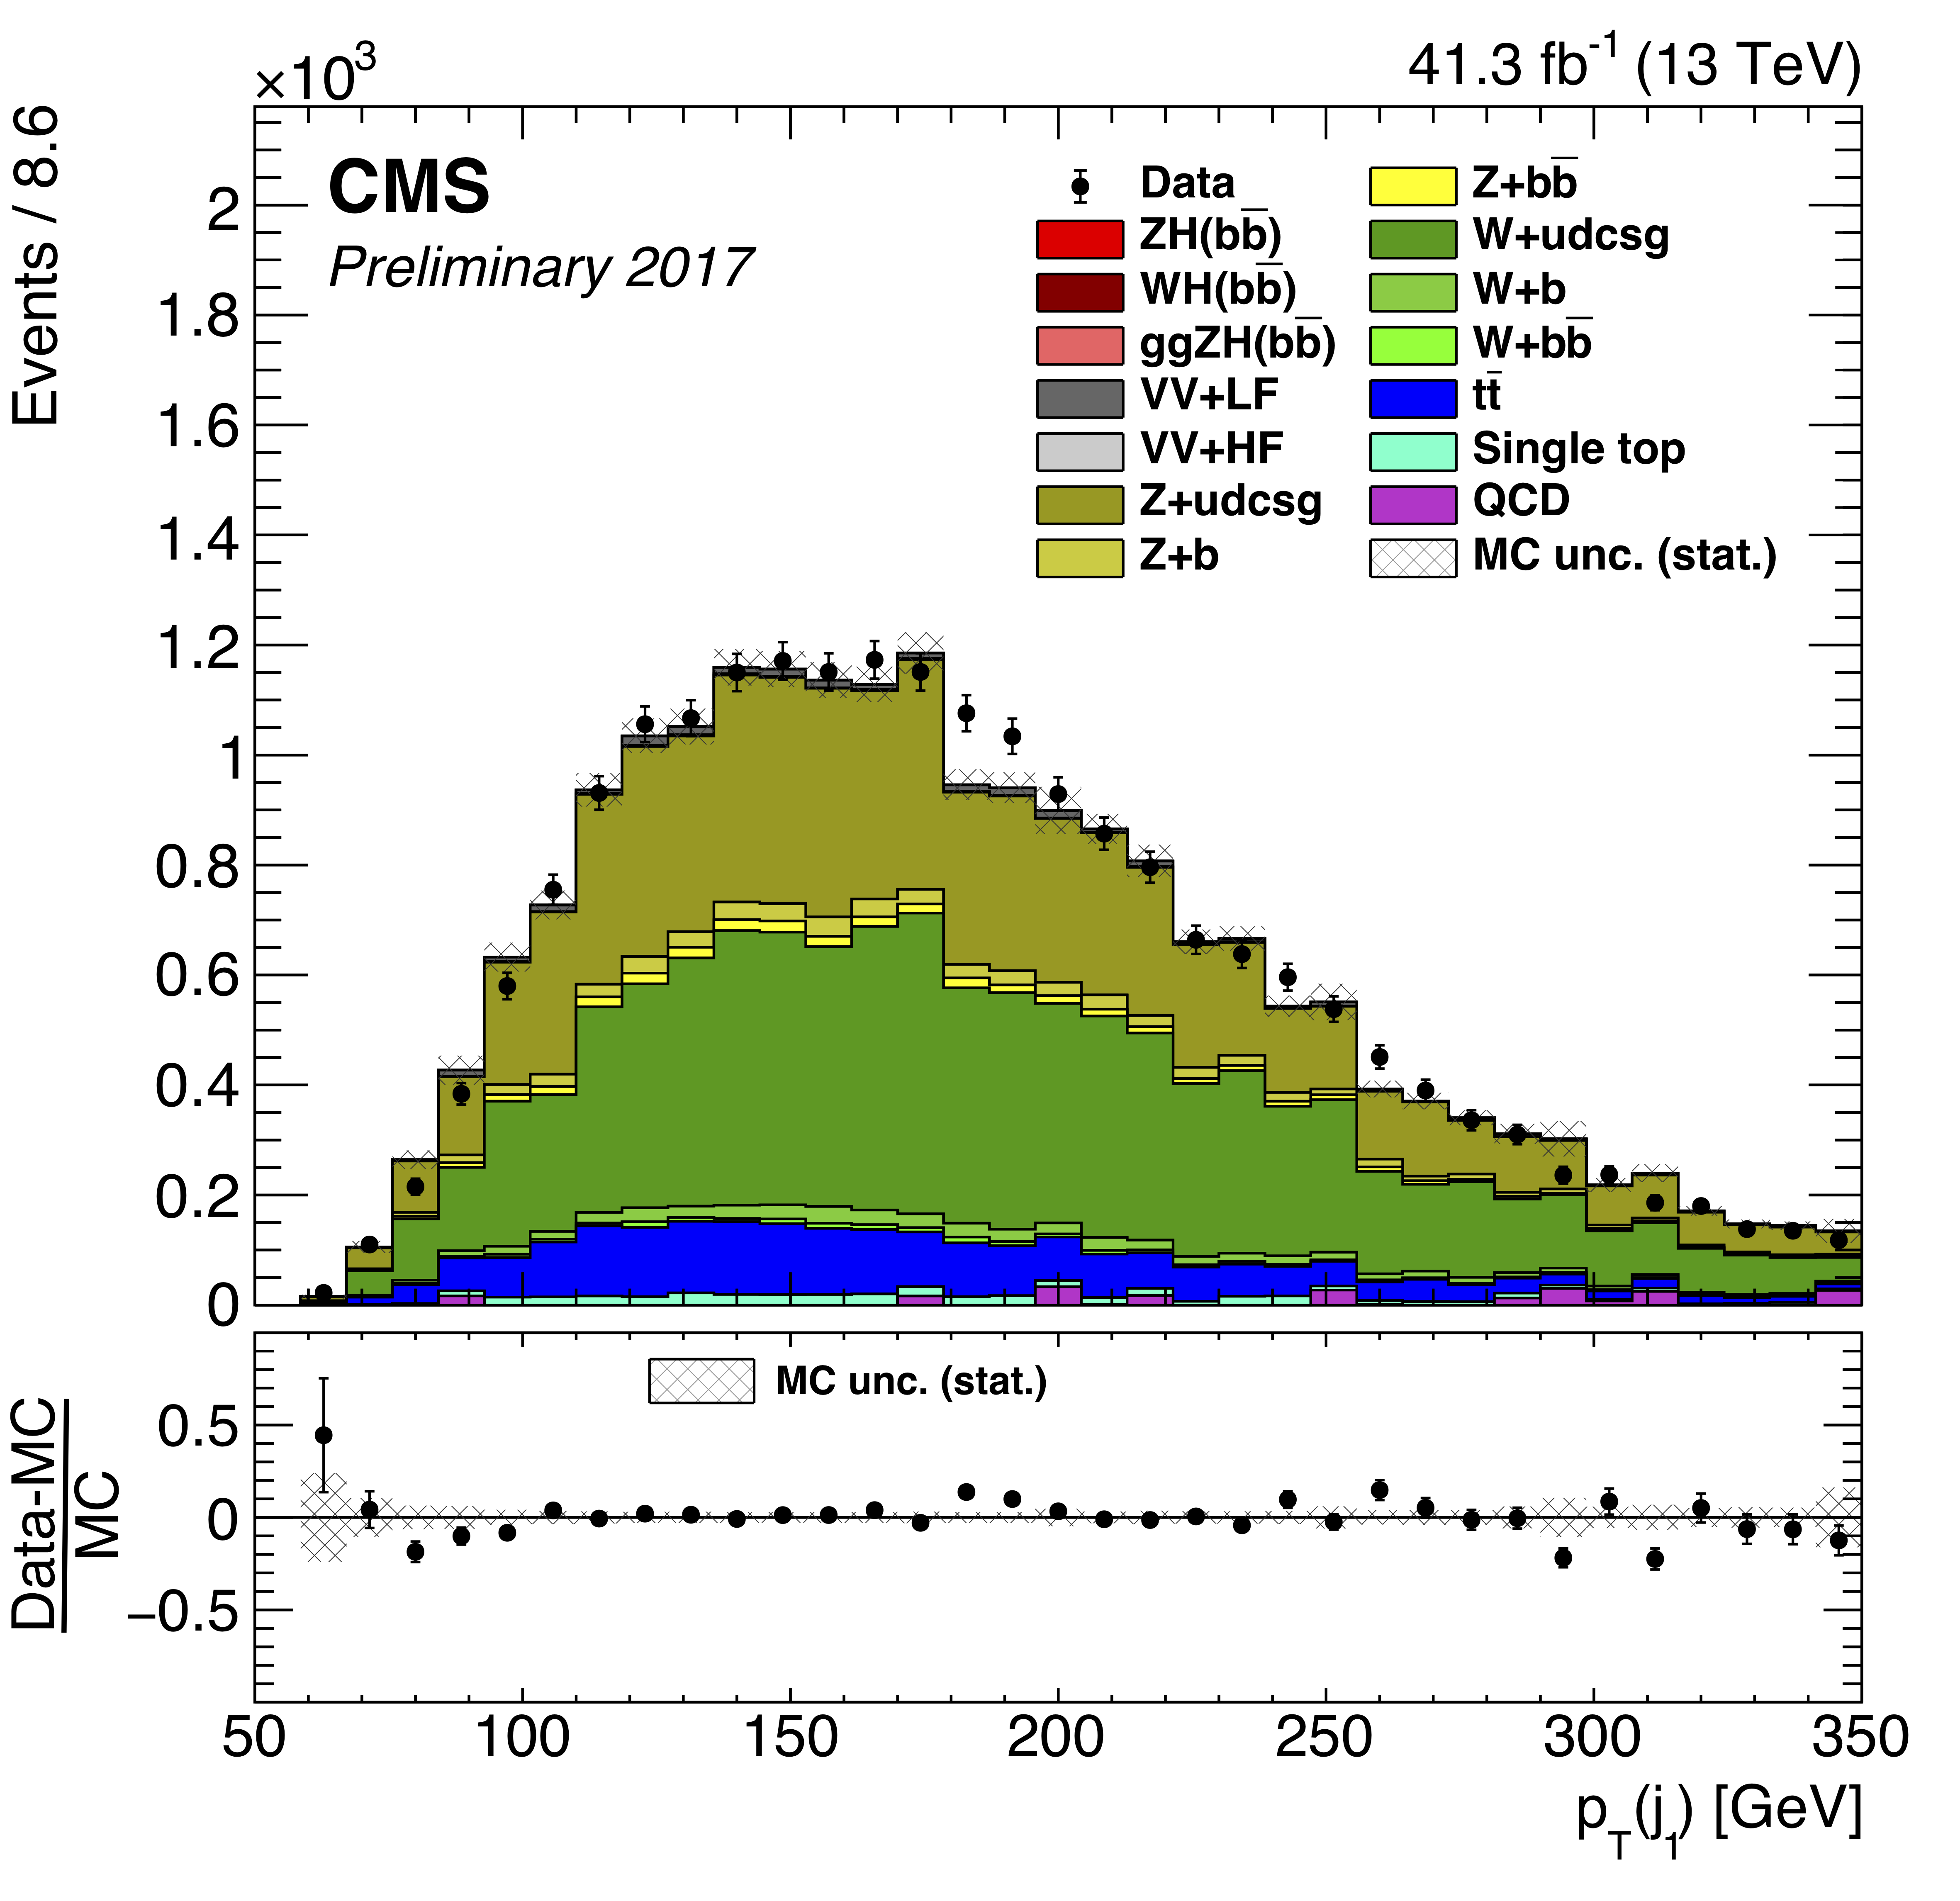 ×10³
41.3 fb⁻¹ (13 TeV)
Events / 8.6
CMS
Preliminary 2017
Data
ZH(bb̅)
WH(bb̅)
ggZH(bb̅)
VV+LF
VV+HF
Z+udcsg
Z+b
Z+bb̅
W+udcsg
W+b
W+bb̅
tt̅
Single top
QCD
MC unc. (stat.)
2
1.8
1.6
1.4
1.2
1
0.8
0.6
0.4
0.2
0
MC unc. (stat.)
Data-MC
MC
0.5
0
−0.5
50 100 150 200 250 300 350
p_T(j_1) [GeV]